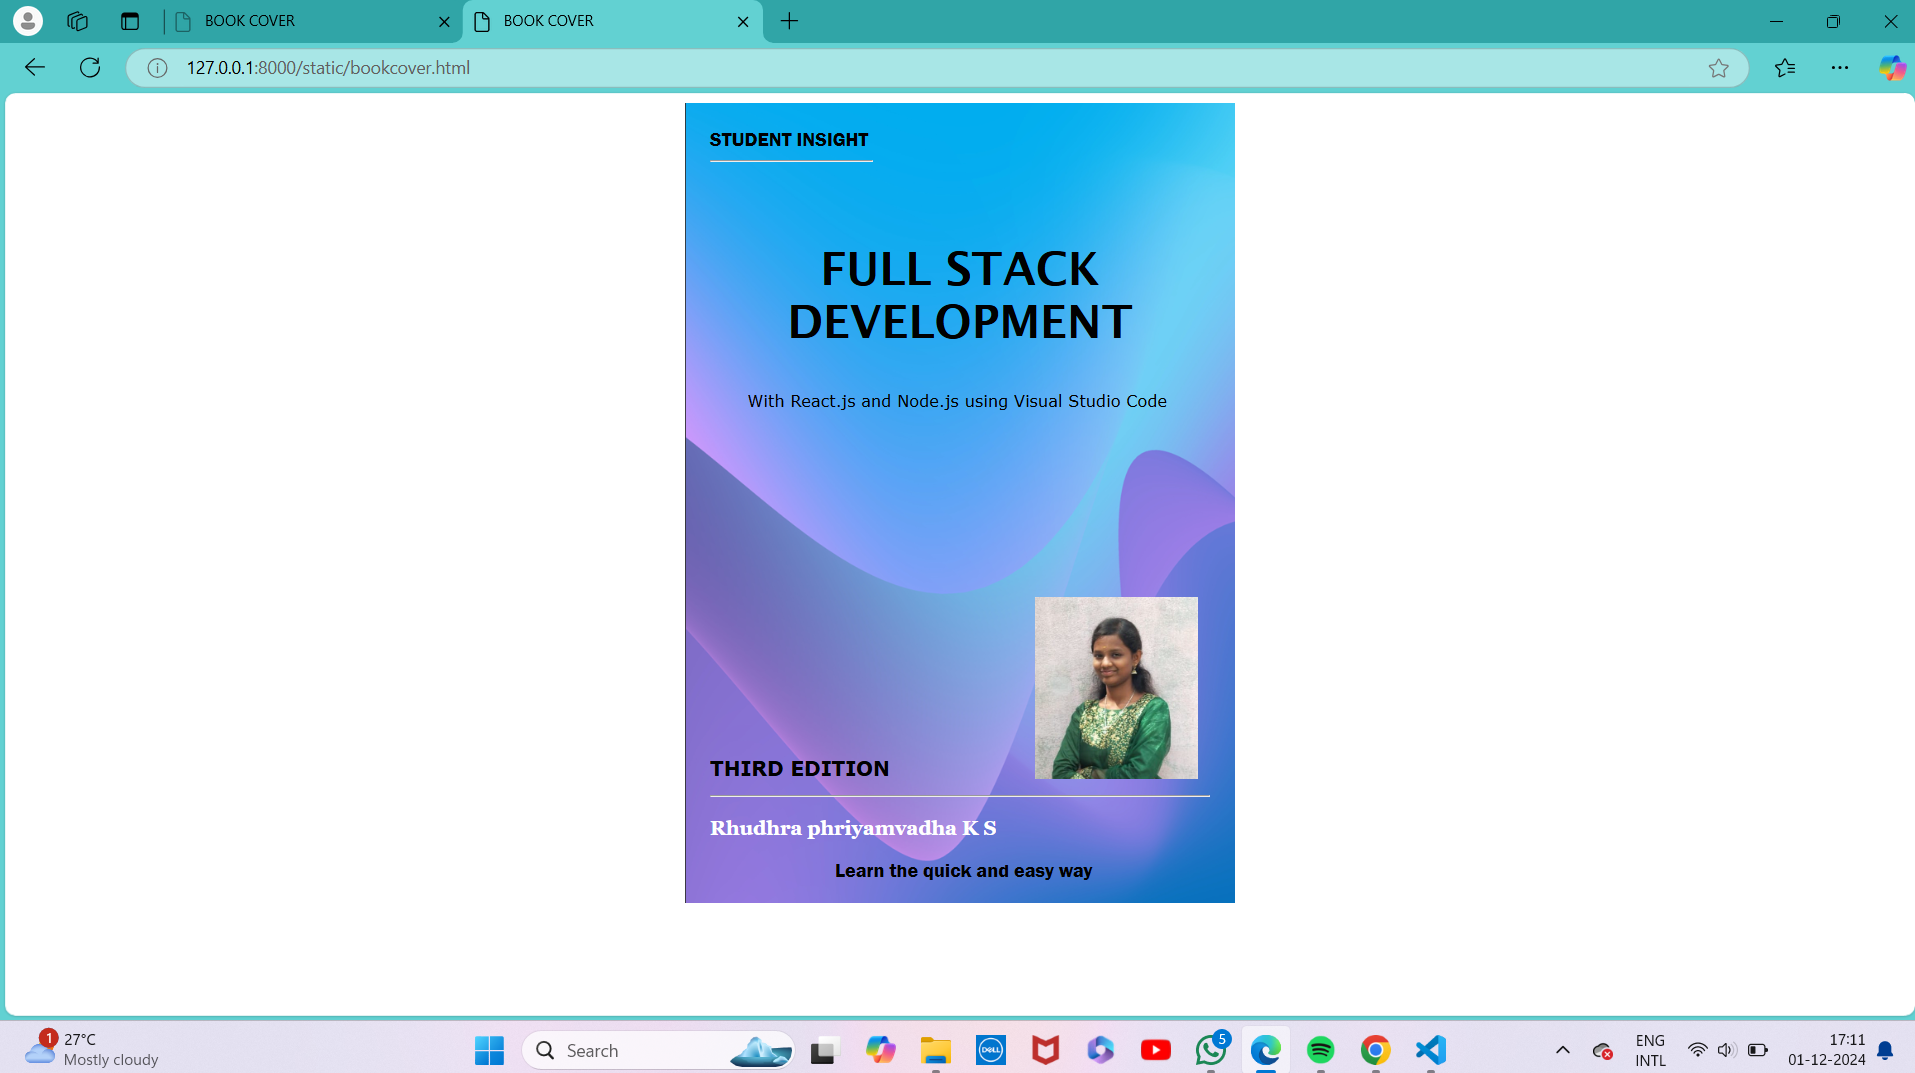 BOOK COVER
BOOK COVER
127.0.0.1:8000/static/bookcover.html
STUDENT INSIGHT
FULL STACK
DEVELOPMENT
With React.js and Node.js using Visual Studio Code
THIRD EDITION
Rhudhra phriyamvadha K S
Learn the quick and easy way
1
27°C
Mostly cloudy
Search
DELL
5
ENG
INTL
17:11
01-12-2024